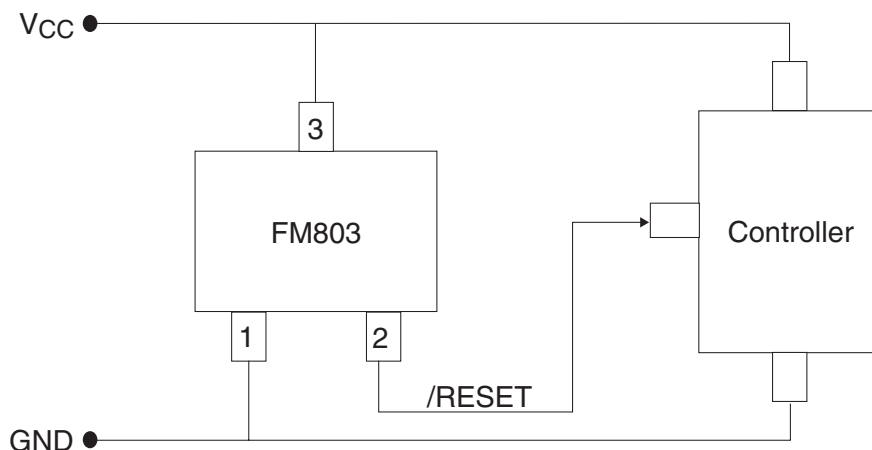 VCC
3
FM803
Controller
1
2
/RESET
GND